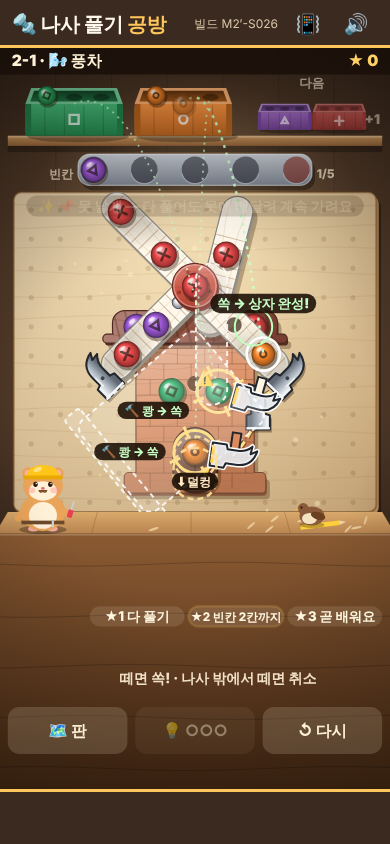 나사 풀기 공방
빌드 M2'-S026
2-1 · 풍차
★ 0
다음
+1
빈칸
1/5
쏙 → 상자 완성!
쾅 → 쏙
쾅 → 쏙
⬇덜컹
★1 다 풀기
★2 빈칸 2칸까지
★3 곧 배워요
떼면 쏙! · 나사 밖에서 떼면 취소
판
다시